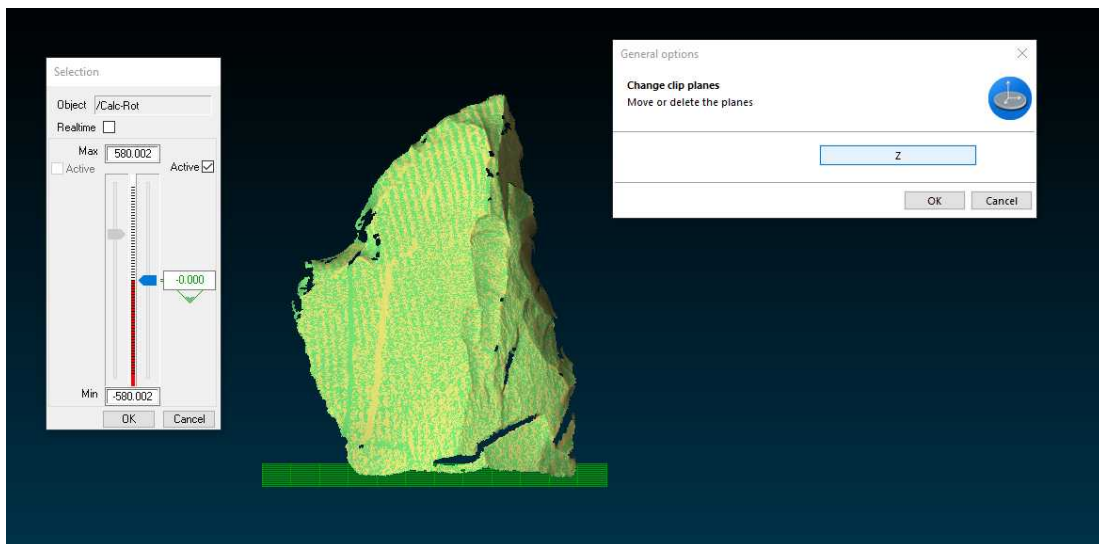 Selection
Object /Calc-Rot
Realtime
Max 580.002
Active Active
-0.000
Min -580.002
OK Cancel
General options
Change clip planes
Move or delete the planes
Z
OK Cancel